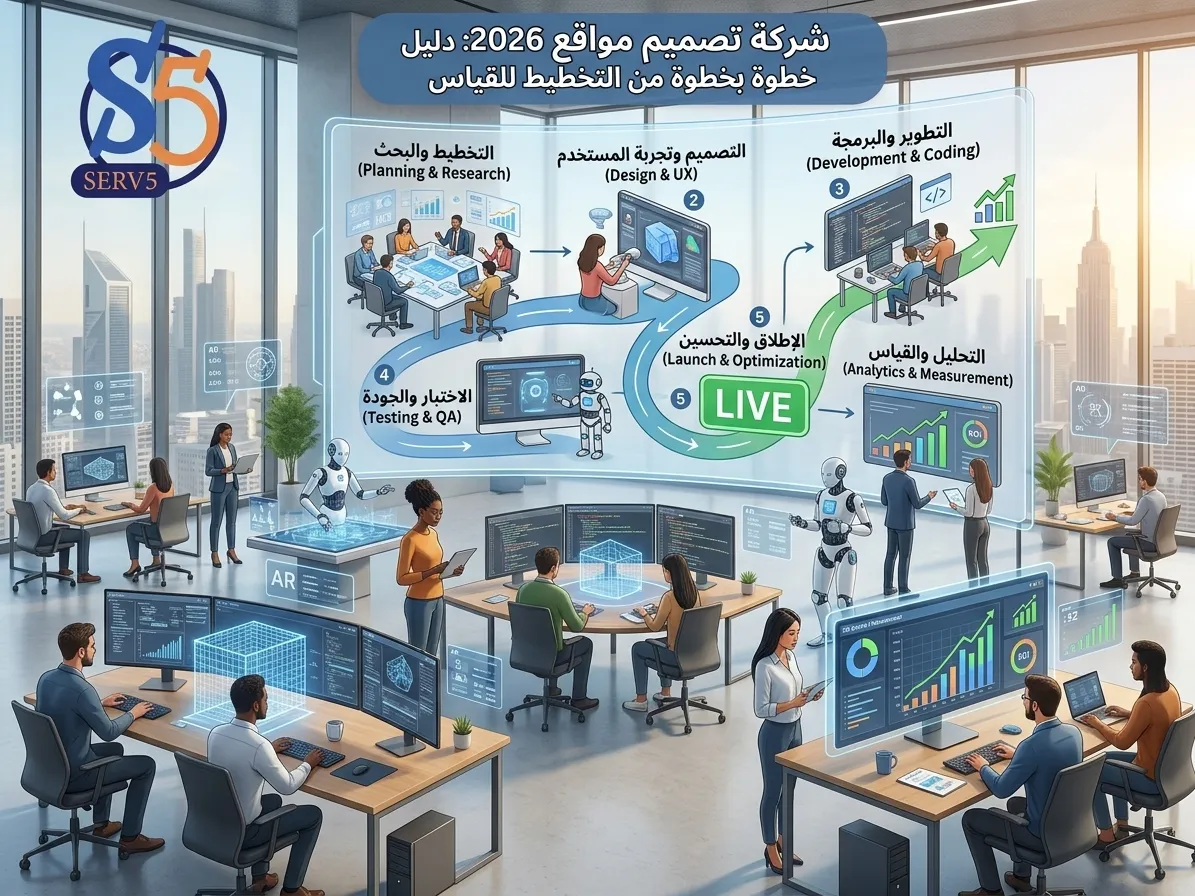 شركة تصميم مواقع 2026: دليل
خطوة بخطوة من التخطيط للقياس
S5
SERV5
التخطيط والبحث
(Planning & Research)
التصميم وتجربة المستخدم
(Design & UX)
2
التطوير والبرمجة
(Development & Coding)
3
</>
4
الاختبار والجودة
(Testing & QA)
5
الإطلاق والتحسين
(Launch & Optimization)
5
LIVE
التحليل والقياس
(Analytics & Measurement)
ROi
AR